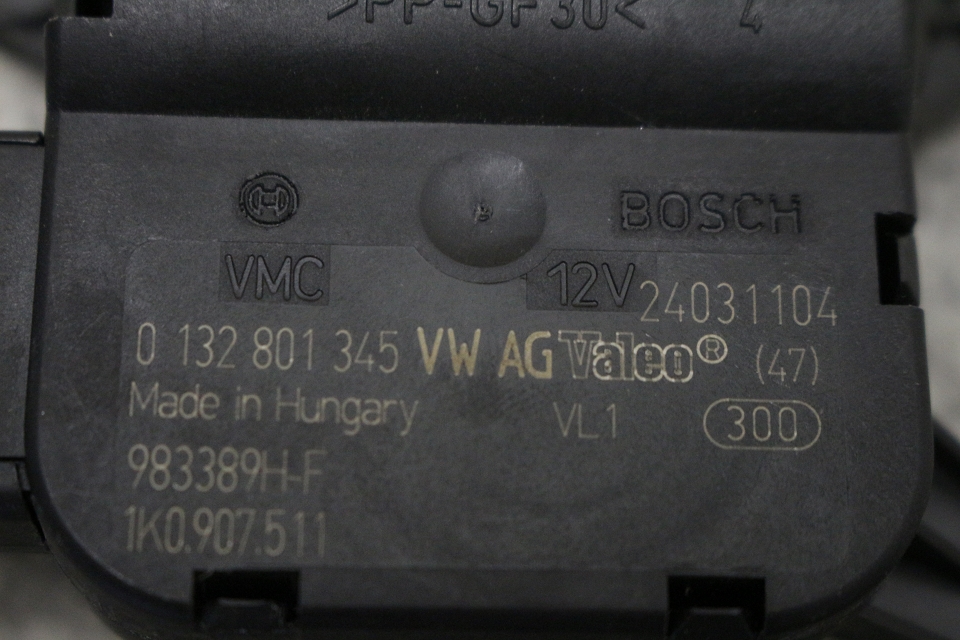 >PP-GF30< 4
BOSCH
VMC 12V 24031104
0 132 801 345 VW AG Valeo® (47)
Made in Hungary VL1 300
983389H-F
1K0.907.511